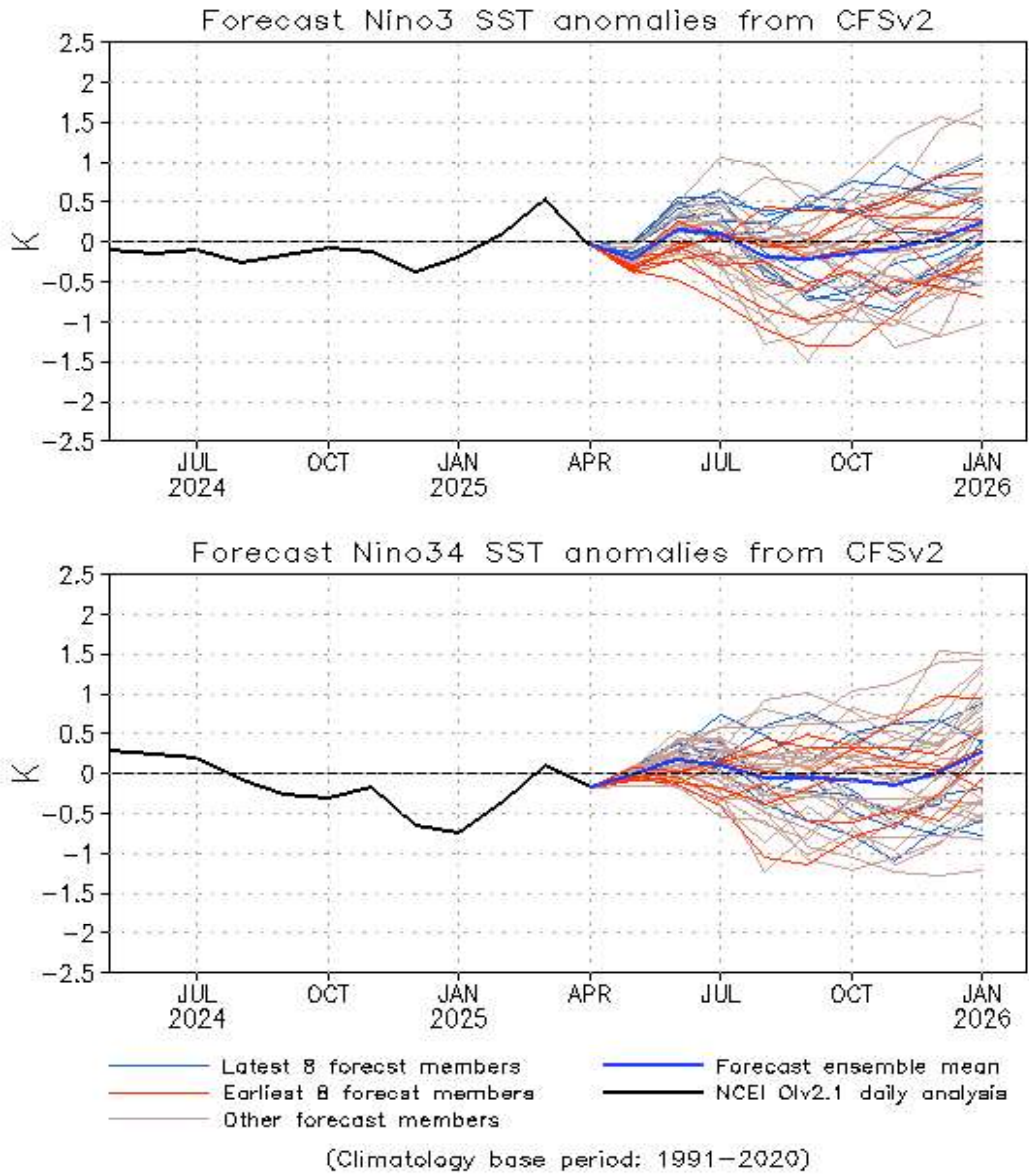 Forecast Nino3 SST anomalies from CFSv2
2.5
2
1.5
1
0.5
0
−0.5
−1
−1.5
−2
−2.5
K
JUL OCT JAN APR JUL OCT JAN
2024 2025 2026
Forecast Nino34 SST anomalies from CFSv2
2.5
2
1.5
1
0.5
0
−0.5
−1
−1.5
−2
−2.5
K
JUL OCT JAN APR JUL OCT JAN
2024 2025 2026
Latest 8 forecast members Forecast ensemble mean
Earliest 8 forecast members NCEI OIv2.1 daily analysis
Other forecast members
(Climatology base period: 1991−2020)